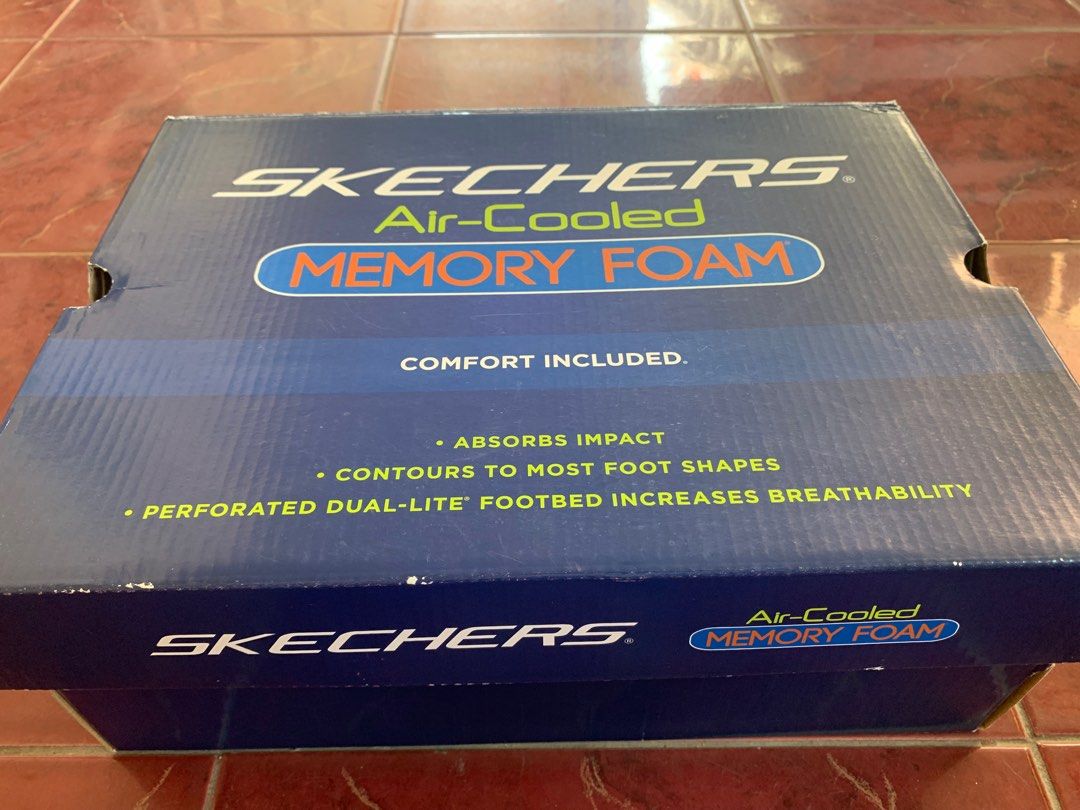 SKECHERS®
Air-Cooled
MEMORY FOAM®
COMFORT INCLUDED.
• ABSORBS IMPACT
• CONTOURS TO MOST FOOT SHAPES
• PERFORATED DUAL-LITE® FOOTBED INCREASES BREATHABILITY
SKECHERS®
Air-Cooled
MEMORY FOAM